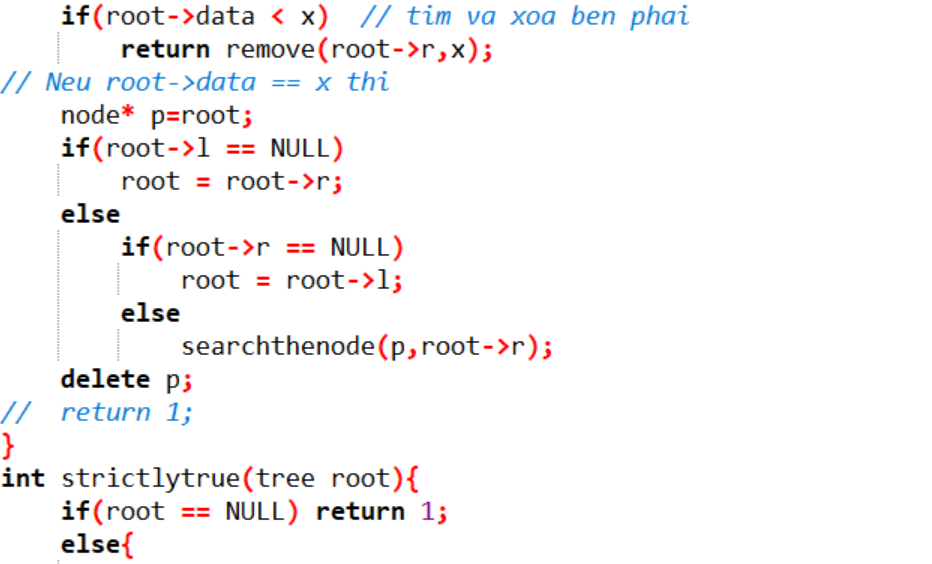 if(root->data < x)  // tim va xoa ben phai
        return remove(root->r,x);
// Neu root->data == x thi
    node* p=root;
    if(root->l == NULL)
        root = root->r;
    else
        if(root->r == NULL)
            root = root->l;
        else
            searchthenode(p,root->r);
    delete p;
//  return 1;
}
int strictlytrue(tree root){
    if(root == NULL) return 1;
    else{